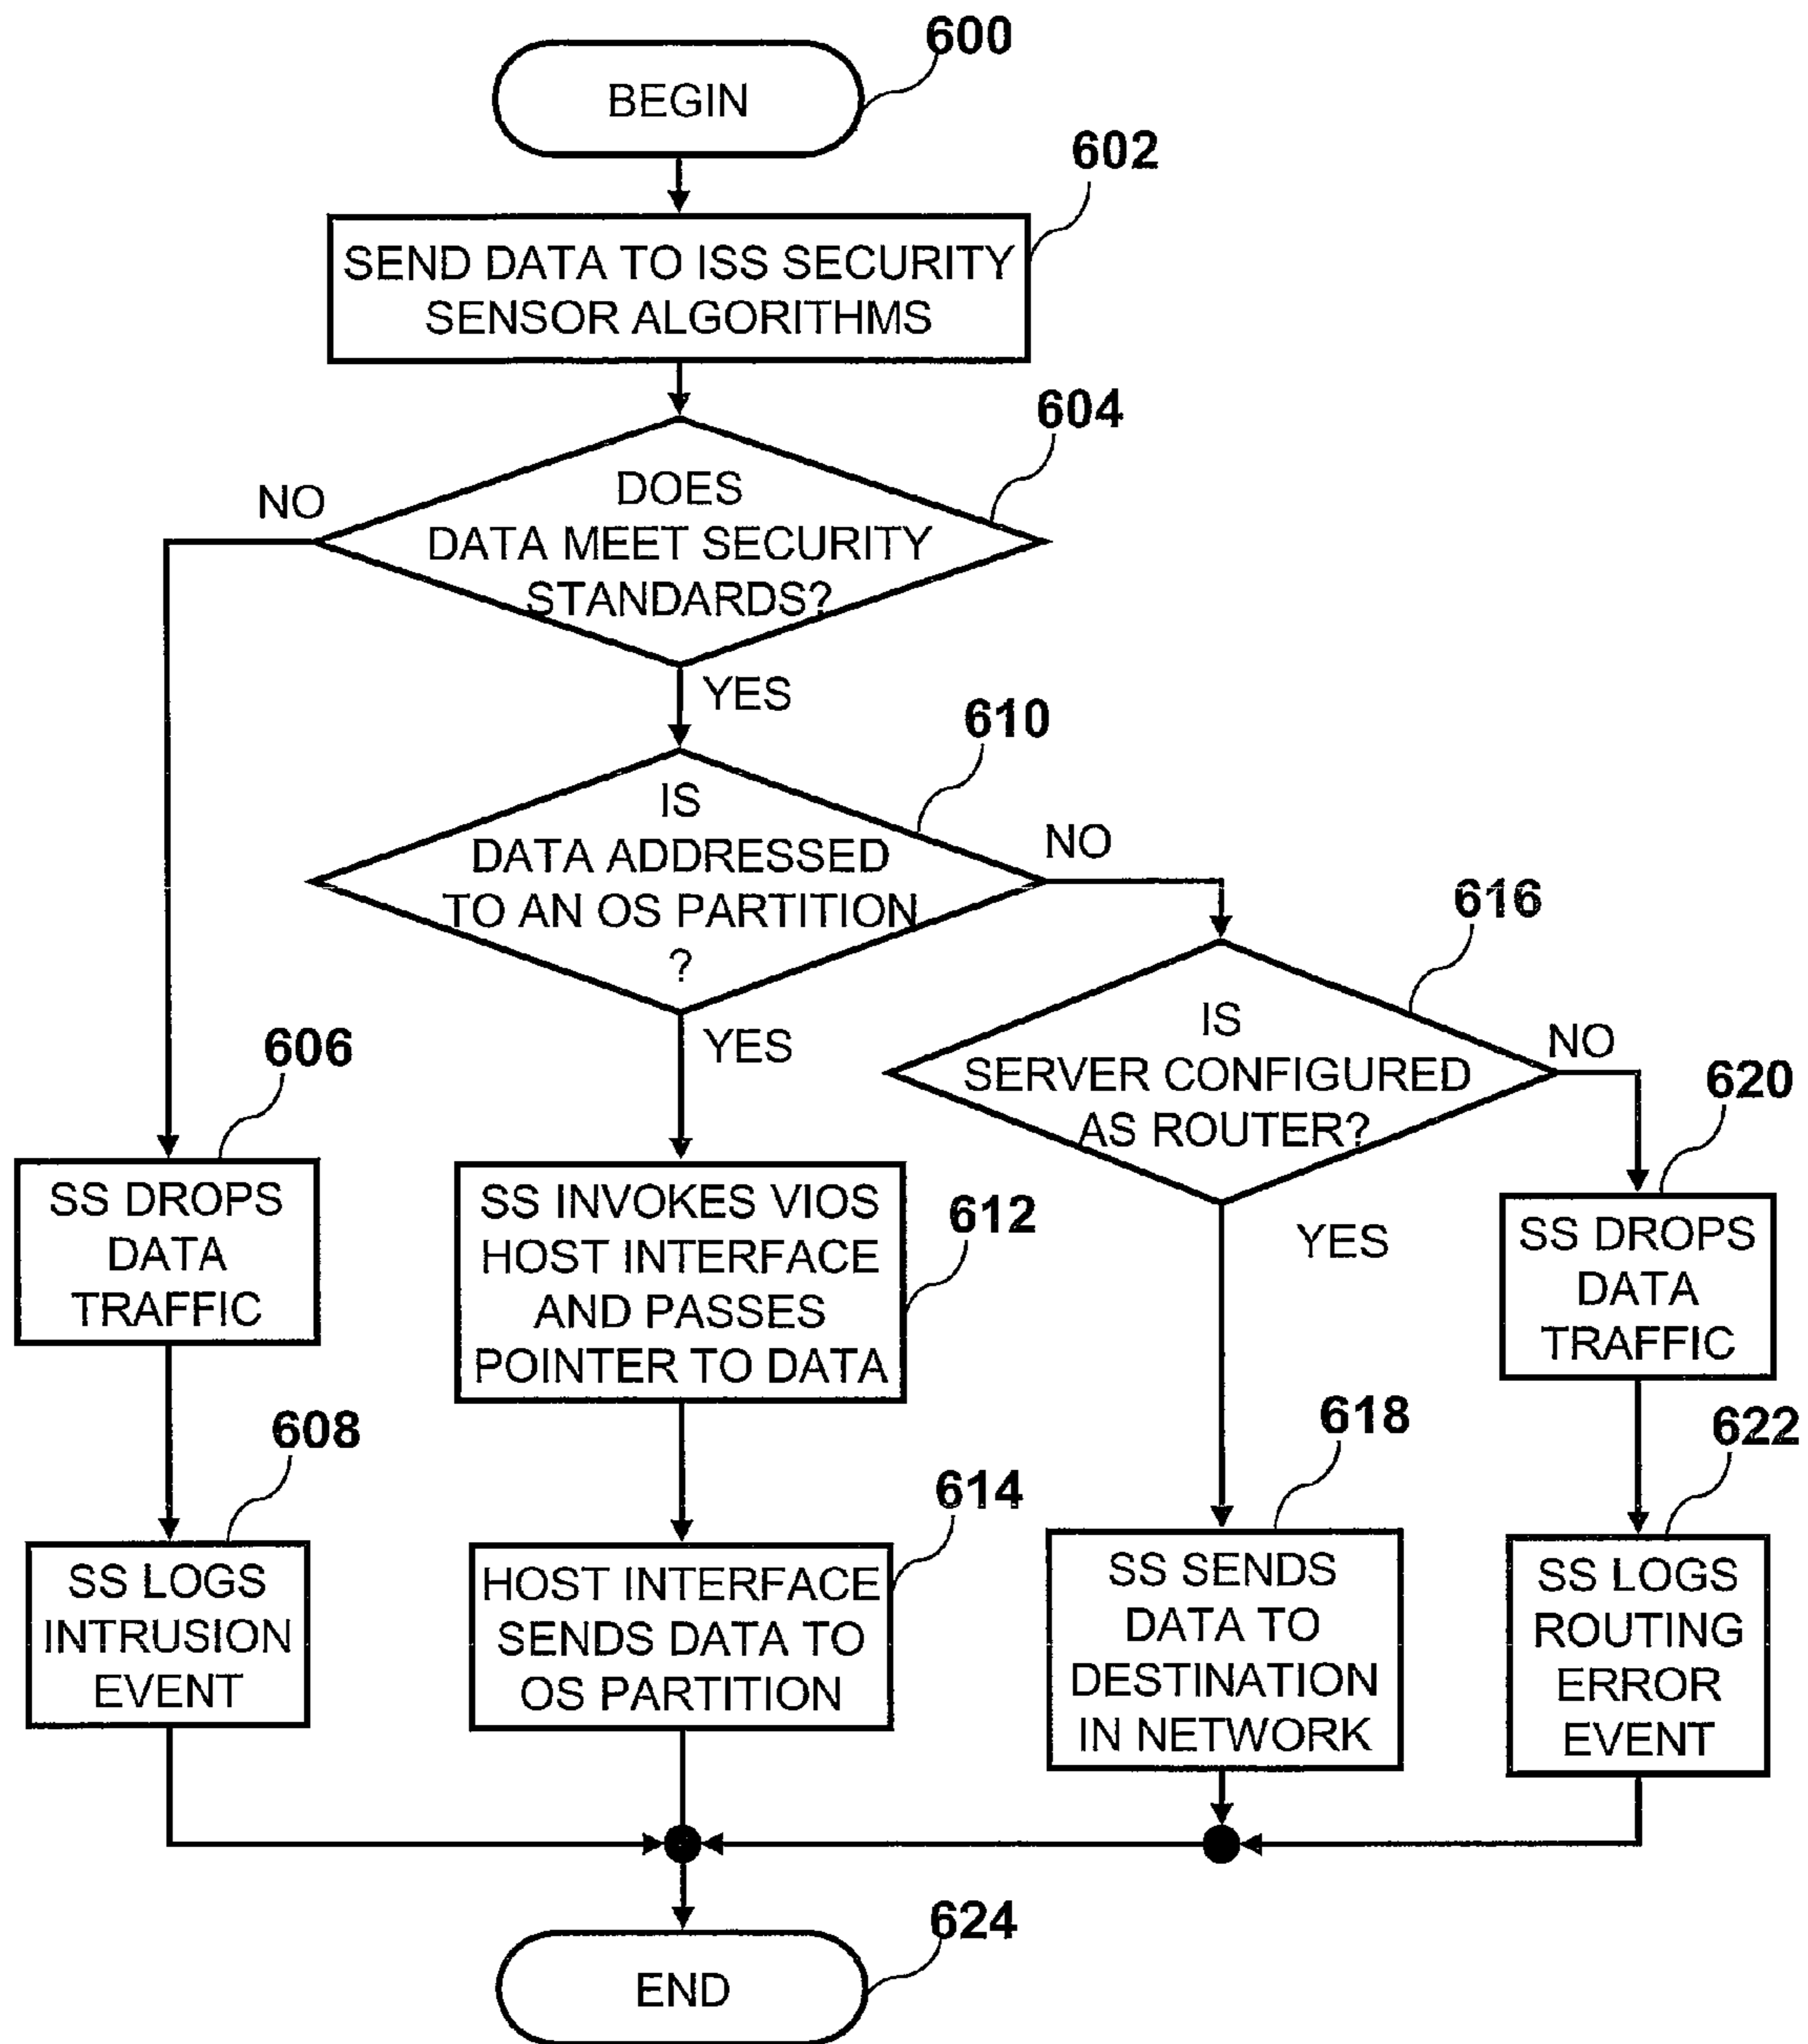 600
BEGIN
602
SEND DATA TO ISS SECURITY
SENSOR ALGORITHMS
604
DOES
DATA MEET SECURITY
STANDARDS?
NO
YES
610
IS
DATA ADDRESSED
TO AN OS PARTITION
?
NO
YES
616
IS
SERVER CONFIGURED
AS ROUTER?
NO
YES
606
SS DROPS
DATA
TRAFFIC
612
SS INVOKES VIOS
HOST INTERFACE
AND PASSES
POINTER TO DATA
620
SS DROPS
DATA
TRAFFIC
608
SS LOGS
INTRUSION
EVENT
614
HOST INTERFACE
SENDS DATA TO
OS PARTITION
618
SS SENDS
DATA TO
DESTINATION
IN NETWORK
622
SS LOGS
ROUTING
ERROR
EVENT
624
END